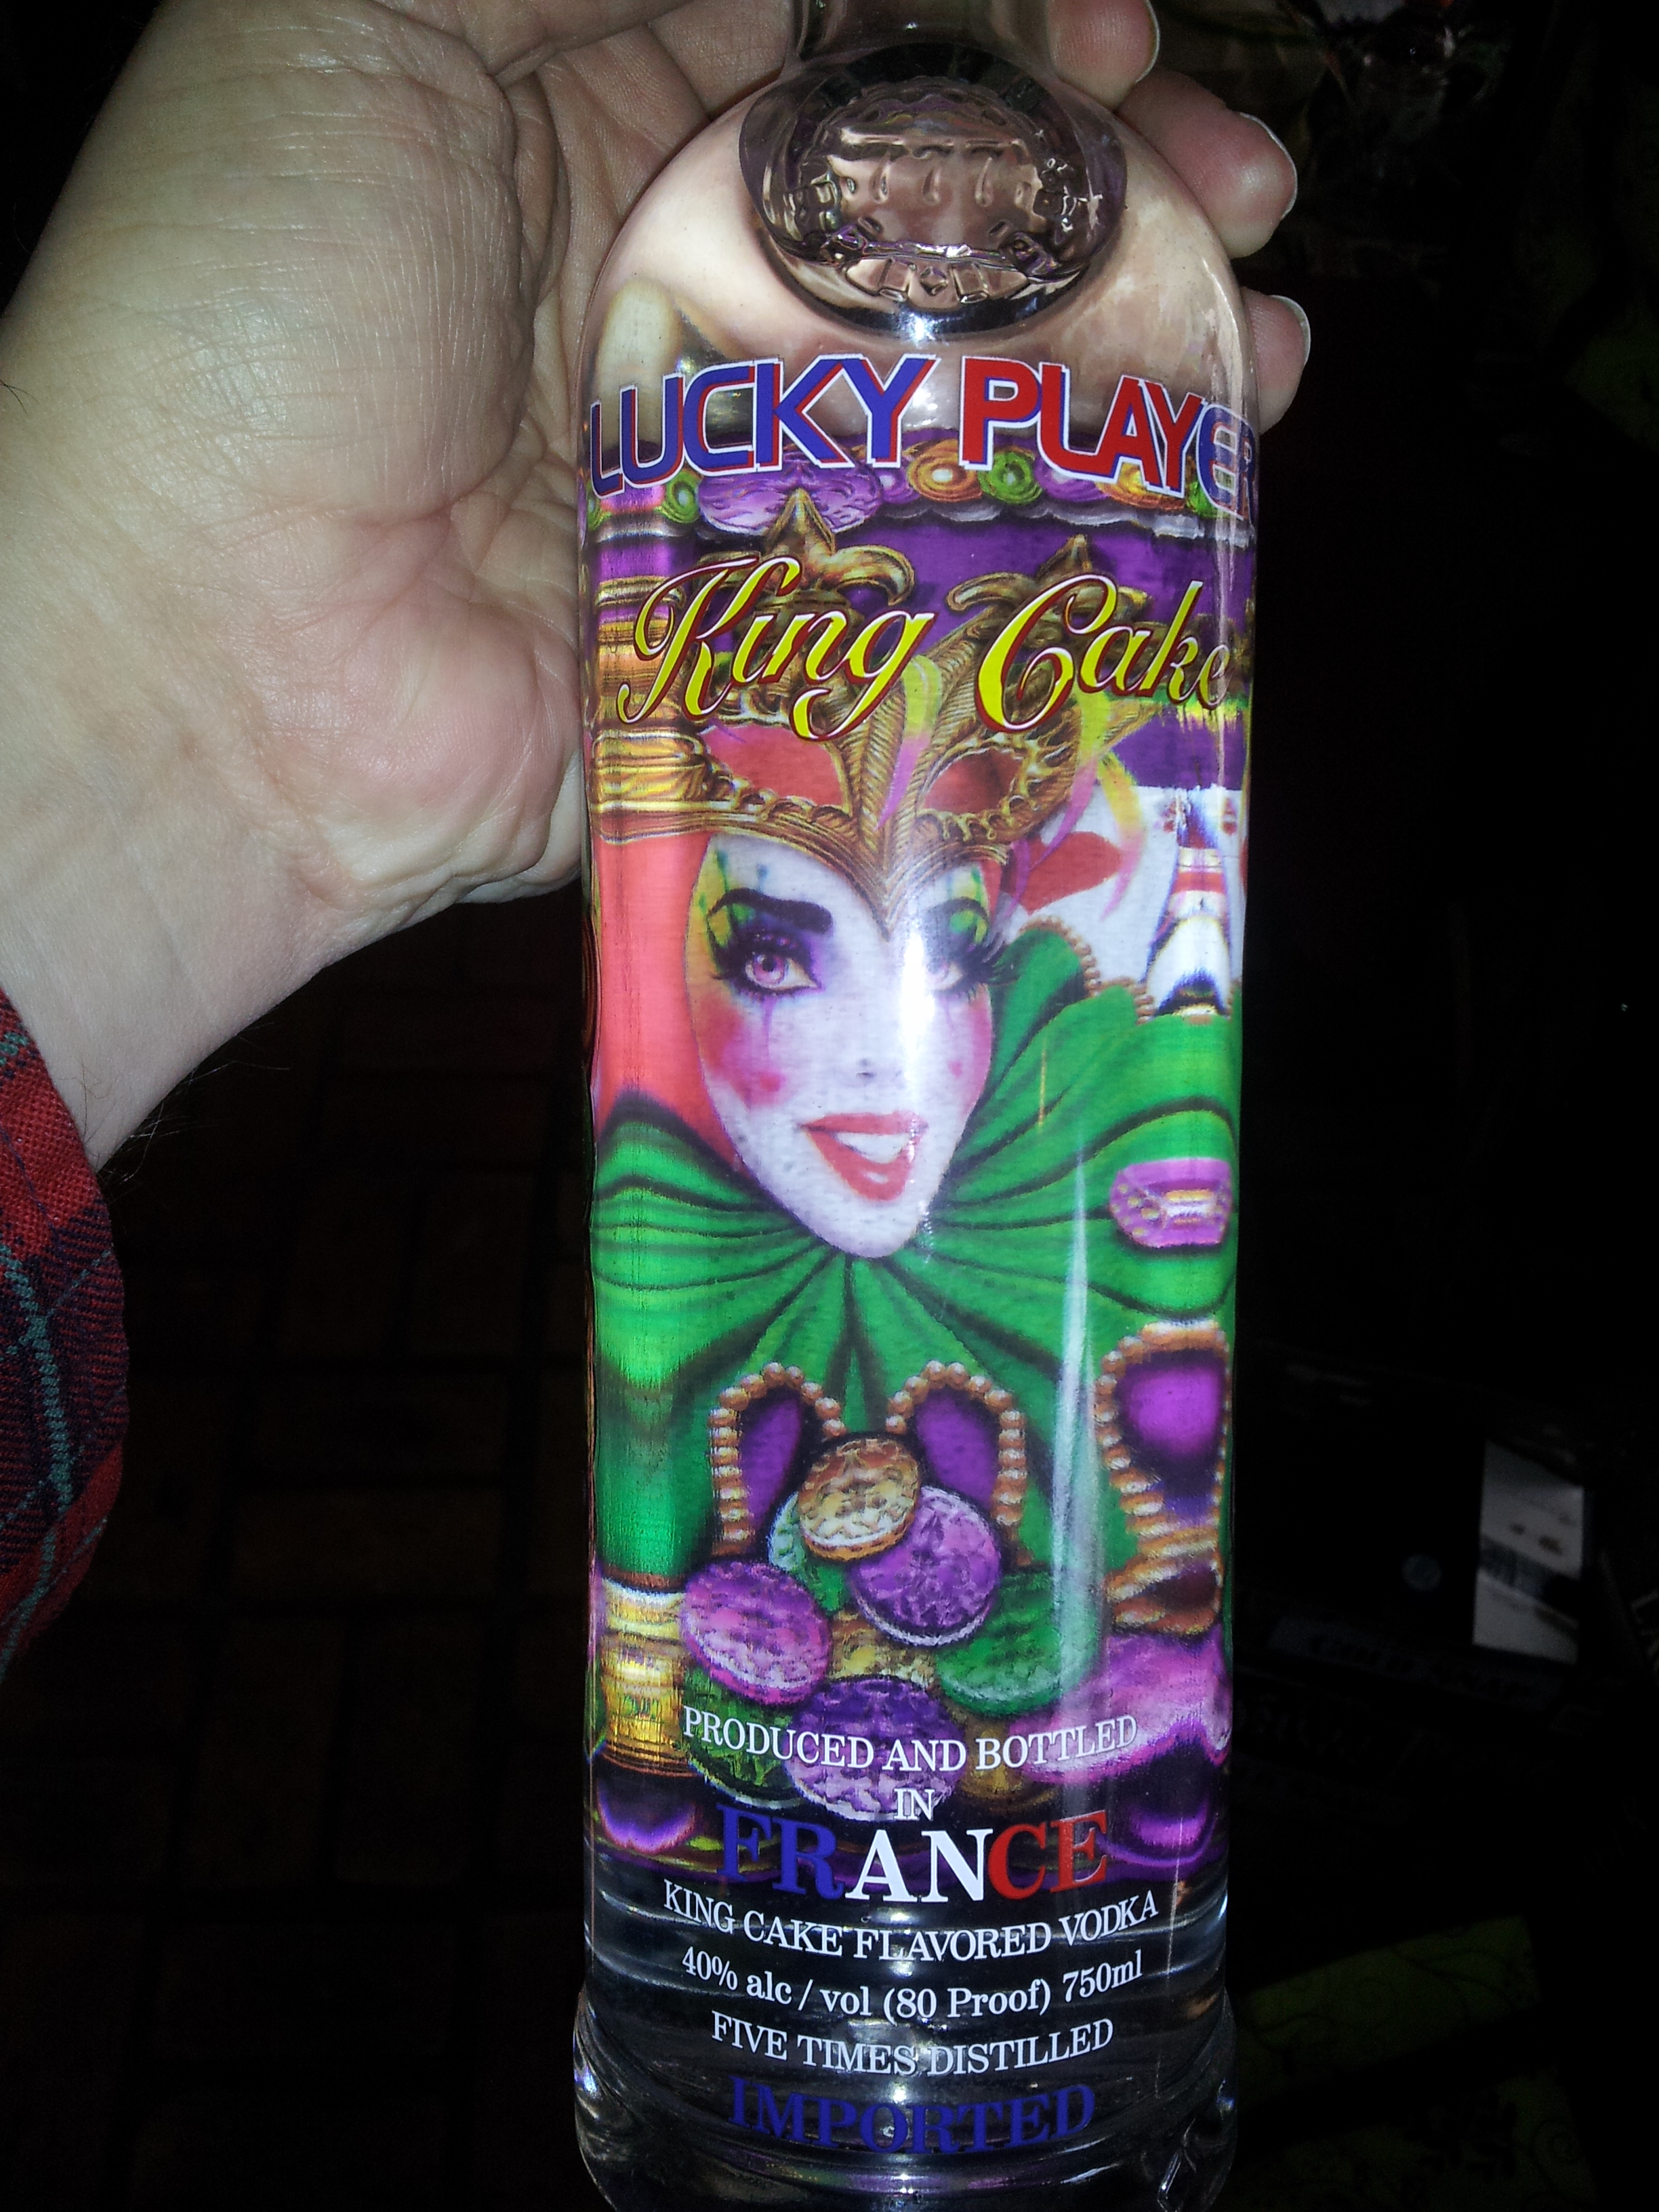 777
LUCKY PLAYER
King Cake
PRODUCED AND BOTTLED
IN
FRANCE
KING CAKE FLAVORED VODKA
40% alc / vol (80 Proof) 750ml
FIVE TIMES DISTILLED
IMPORTED